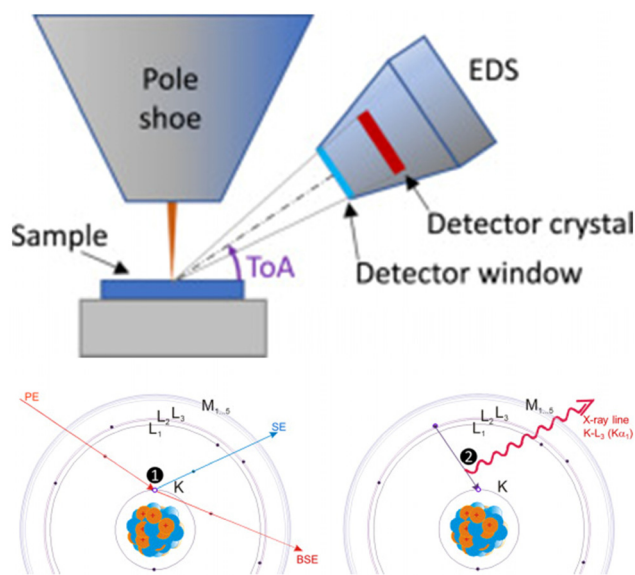 Pole
shoe
EDS
Sample
ToA
Detector crystal
Detector window
PE
SE
BSE
M1...5
L2 L3
L1
K
1
M1...5
L2 L3
L1
K
2
X-ray line
K-L3 (Kα1)